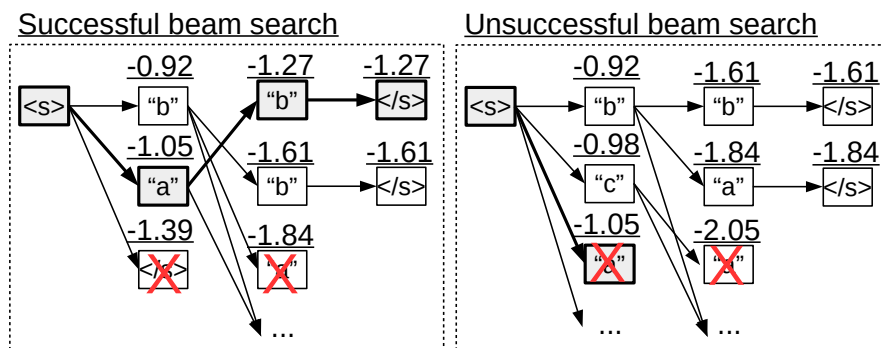 Successful beam search
-0.92 -1.27 -1.27
<s> “b” “b” </s>
-1.05 -1.61 -1.61
“a” “b” </s>
-1.39 -1.84
</s> “a”
...
Unsuccessful beam search
-0.92 -1.61 -1.61
<s> “b” “b” </s>
-0.98 -1.84 -1.84
“c” “a” </s>
-1.05 -2.05
“a” “a”
... ...